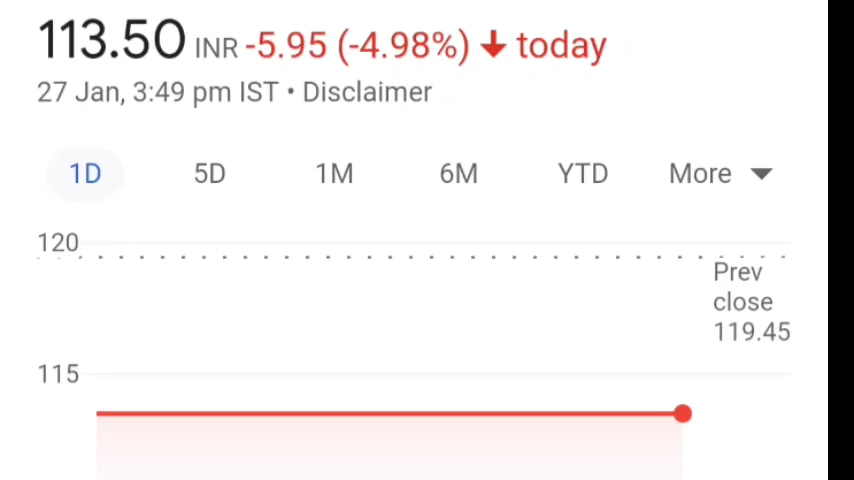 113.50 INR -5.95 (-4.98%) ↓ today
27 Jan, 3:49 pm IST • Disclaimer
1D 5D 1M 6M YTD More
120
Prev
close
119.45
115